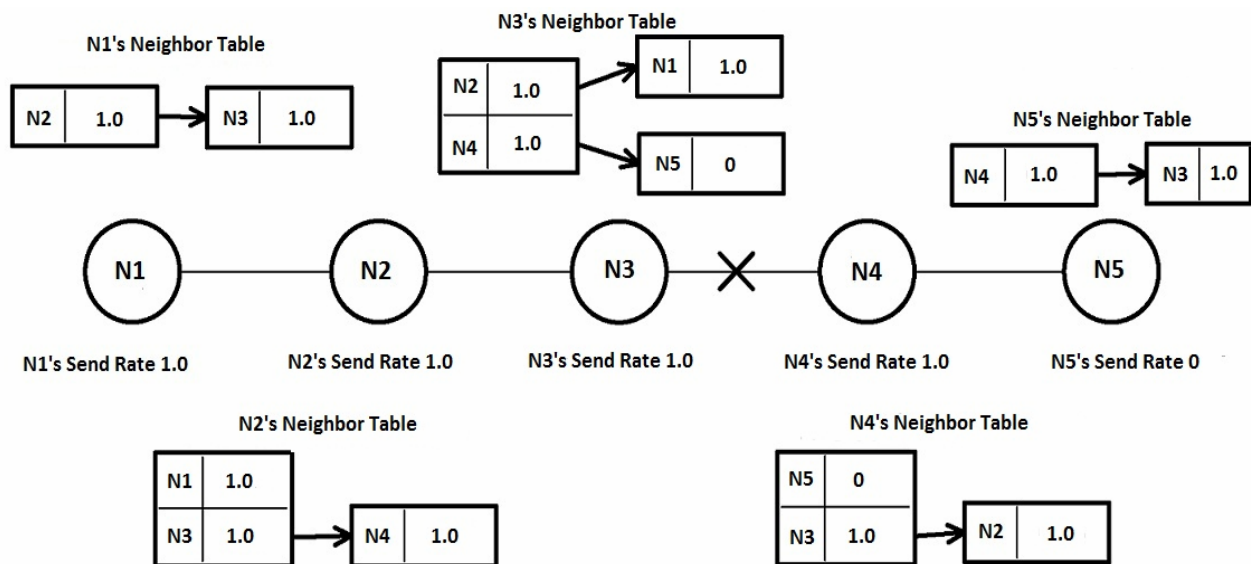 N1's Neighbor Table
N2 1.0
N3 1.0
N3's Neighbor Table
N2 1.0
N4 1.0
N1 1.0
N5 0
N5's Neighbor Table
N4 1.0
N3 1.0
N1
N2
N3
N4
N5
N1's Send Rate 1.0
N2's Send Rate 1.0
N3's Send Rate 1.0
N4's Send Rate 1.0
N5's Send Rate 0
N2's Neighbor Table
N1 1.0
N3 1.0
N4 1.0
N4's Neighbor Table
N5 0
N3 1.0
N2 1.0